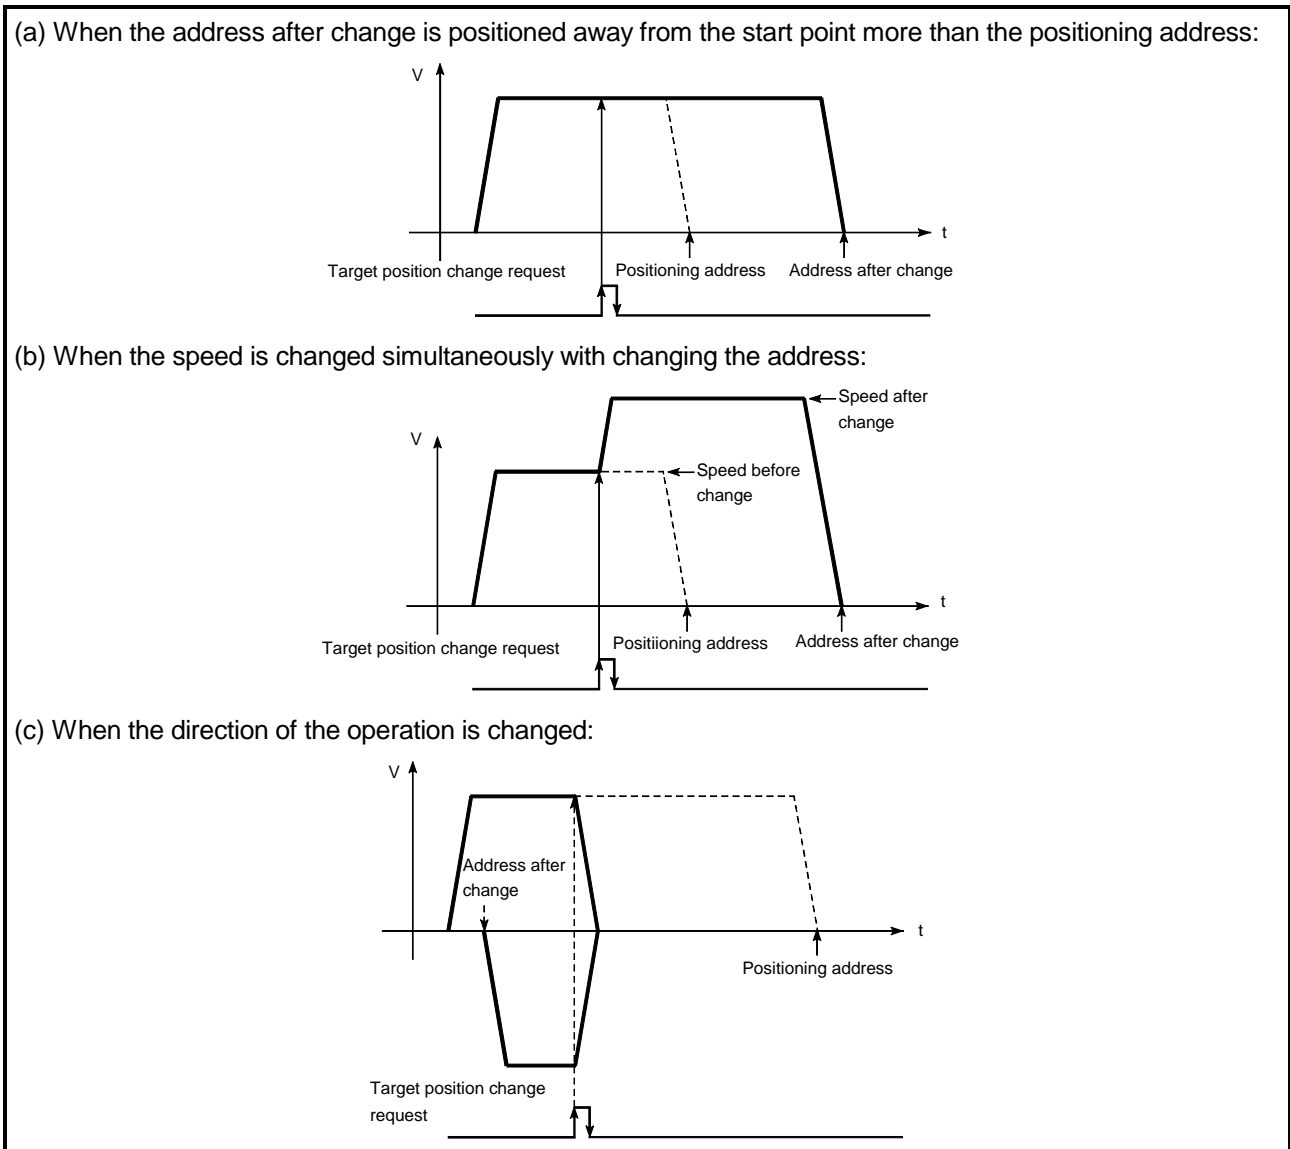 (a) When the address after change is positioned away from the start point more than the positioning address:
V
t
Target position change request
Positioning address
Address after change
(b) When the speed is changed simultaneously with changing the address:
Speed after
change
V
Speed before
change
t
Target position change request
Positiioning address
Address after change
(c) When the direction of the operation is changed:
V
Address after
change
t
Positioning address
Target position change
request